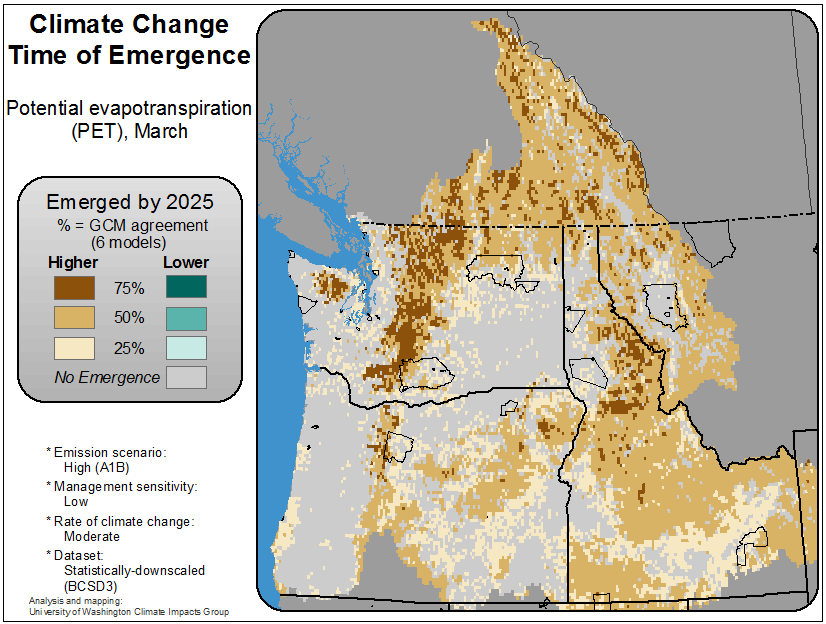 Climate Change
Time of Emergence
Potential evapotranspiration
(PET), March
Emerged by 2025
% = GCM agreement
(6 models)
Higher Lower
75%
50%
25%
No Emergence
* Emission scenario:
High (A1B)
* Management sensitivity:
Low
* Rate of climate change:
Moderate
* Dataset:
Statistically-downscaled
(BCSD3)
Analysis and mapping:
University of Washington Climate Impacts Group